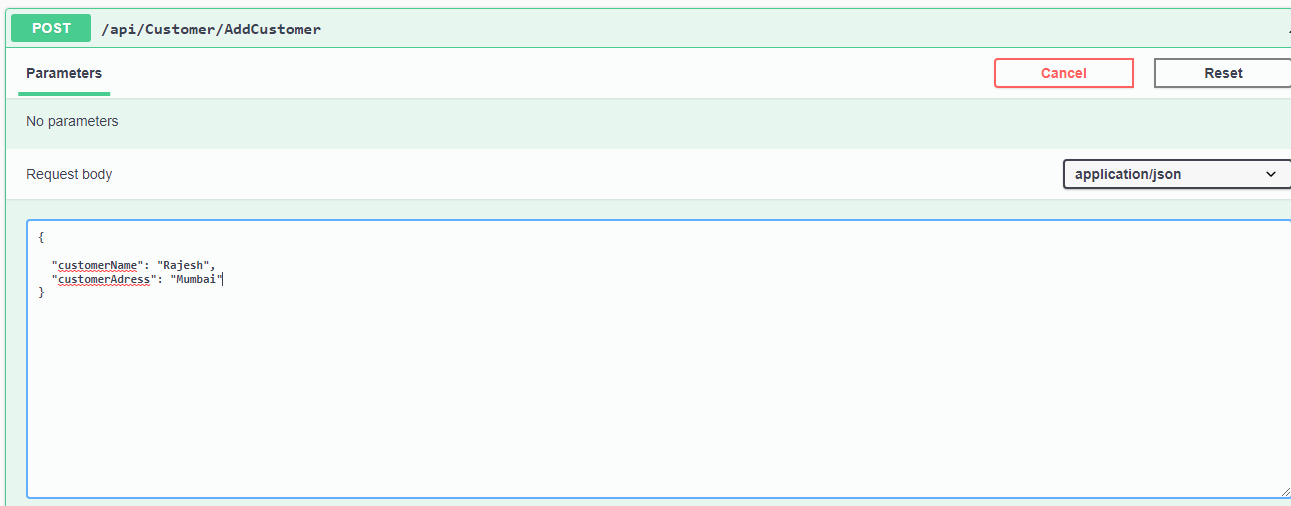 POST /api/Customer/AddCustomer
Parameters Cancel Reset
No parameters
Request body application/json
{
"customerName": "Rajesh",
"customerAdress": "Mumbai"
}